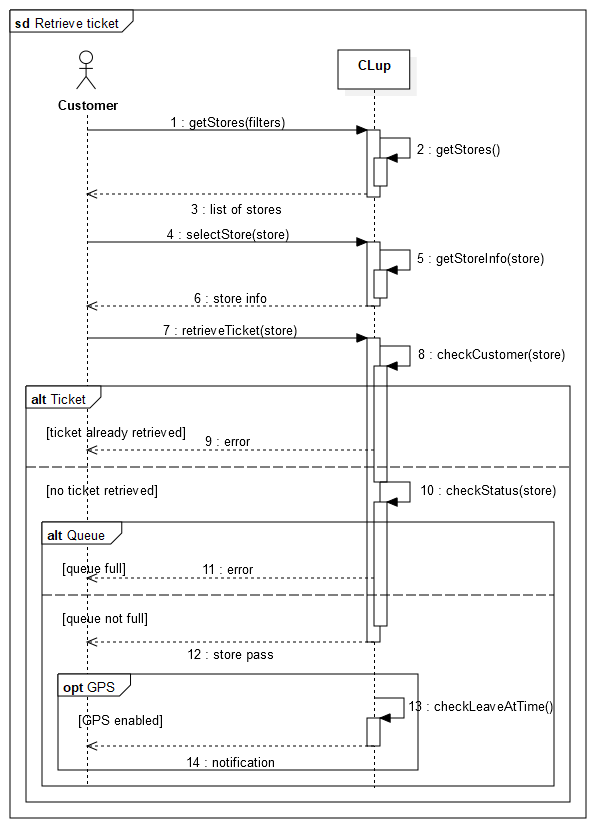 sd Retrieve ticket
CLup
Customer
1 : getStores(filters)
2 : getStores()
3 : list of stores
4 : selectStore(store)
5 : getStoreInfo(store)
6 : store info
7 : retrieveTicket(store)
8 : checkCustomer(store)
alt Ticket
[ticket already retrieved]
9 : error
[no ticket retrieved]
10 : checkStatus(store)
alt Queue
[queue full]
11 : error
[queue not full]
12 : store pass
opt GPS
13 : checkLeaveAtTime()
[GPS enabled]
14 : notification